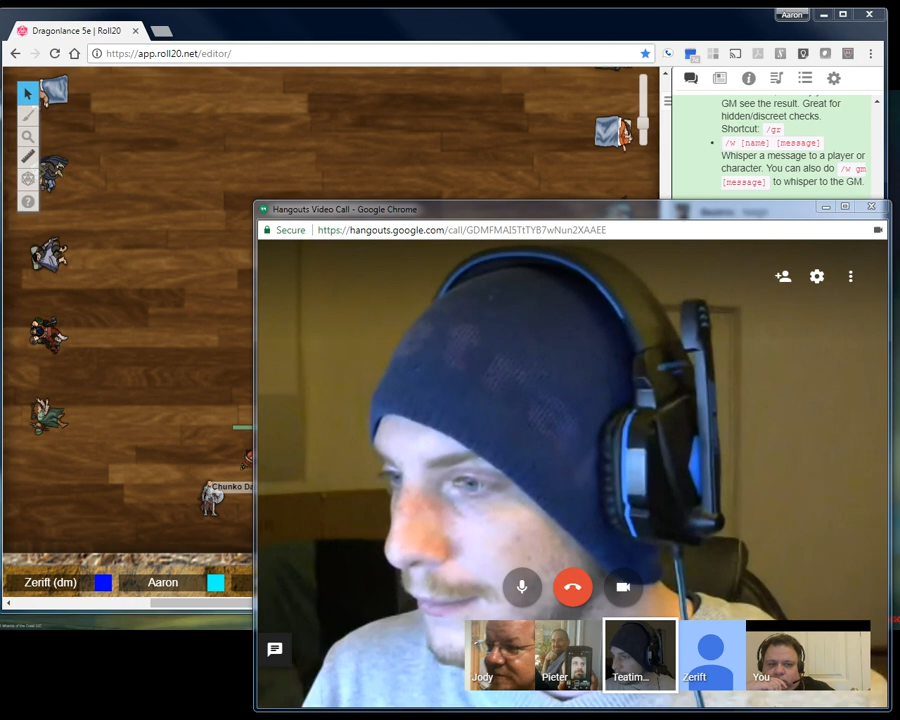 Aaron
Dragonlance 5e | Roll20
https://app.roll20.net/editor/
GM see the result. Great for
hidden/discreet checks.
Shortcut: /gr
/w [name] [message]
Whisper a message to a player or
character. You can also do /w gm
[message] to whisper to the GM.
Hangouts Video Call - Google Chrome
Secure https://hangouts.google.com/call/GDMFMAI5TtTYB7wNun2XAAEE
Chunko Da
Zerift (dm)
Aaron
Jody
Pieter
Teatim...
Zerift
You